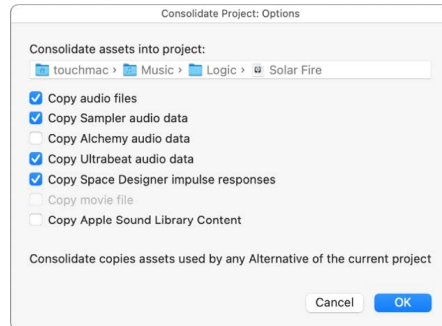 Consolidate Project: Options
Consolidate assets into project:
touchmac › Music › Logic › Solar Fire
Copy audio files
Copy Sampler audio data
Copy Alchemy audio data
Copy Ultrabeat audio data
Copy Space Designer impulse responses
Copy movie file
Copy Apple Sound Library Content
Consolidate copies assets used by any Alternative of the current project
Cancel OK